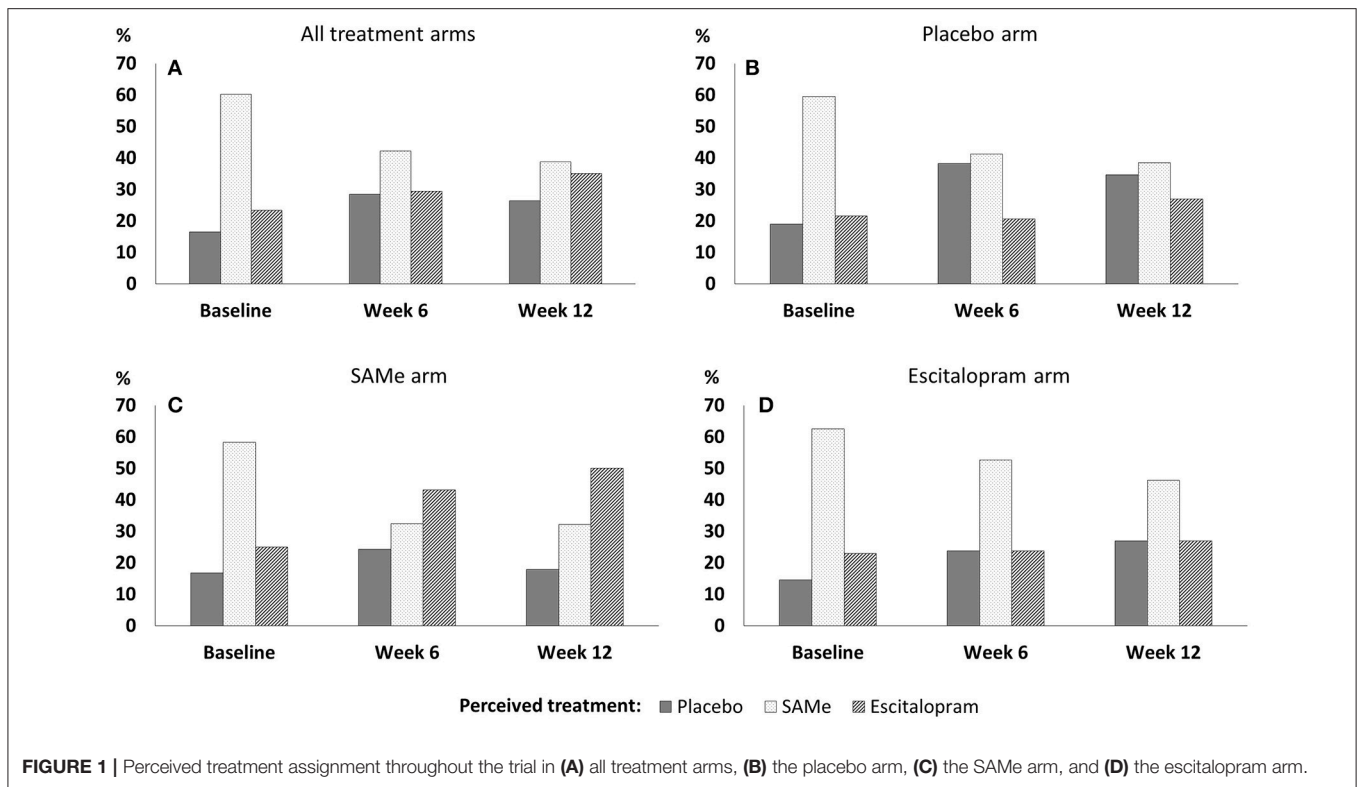 All treatment arms
%
A
70
60
50
40
30
20
10
0
Baseline Week 6 Week 12
Placebo arm
%
B
70
60
50
40
30
20
10
0
Baseline Week 6 Week 12
SAMe arm
%
C
70
60
50
40
30
20
10
0
Baseline Week 6 Week 12
Escitalopram arm
%
D
70
60
50
40
30
20
10
0
Baseline Week 6 Week 12
Perceived treatment: Placebo SAMe Escitalopram
FIGURE 1 | Perceived treatment assignment throughout the trial in (A) all treatment arms, (B) the placebo arm, (C) the SAMe arm, and (D) the escitalopram arm.